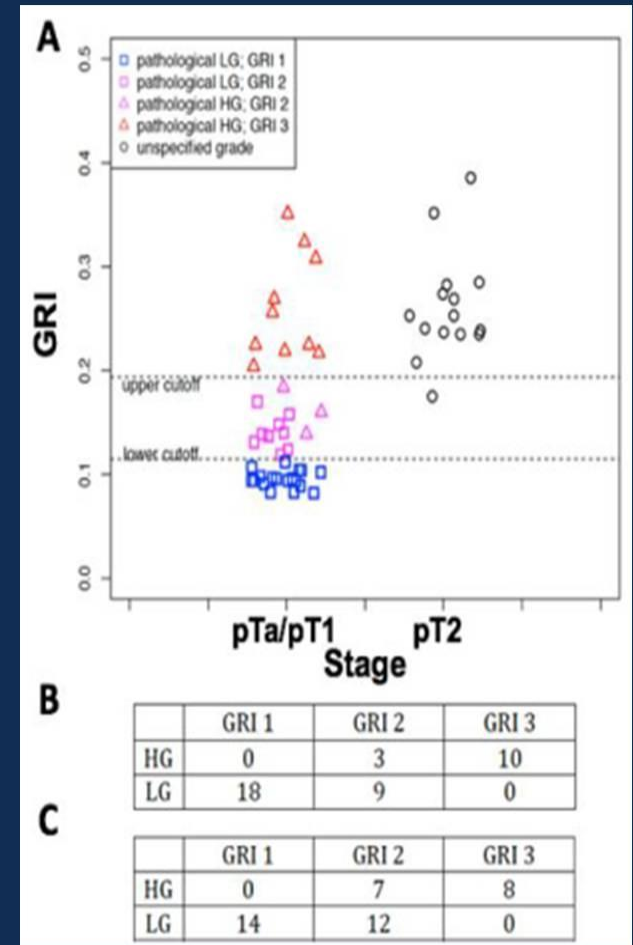 A
pathological LG; GRI 1
pathological LG; GRI 2
pathological HG; GRI 2
pathological HG; GRI 3
unspecified grade
0.5
0.4
0.3
0.2
0.1
0.0
GRI
upper cutoff
lower cutoff
pTa/pT1 pT2
Stage
B
GRI 1 GRI 2 GRI 3
HG 0 3 10
LG 18 9 0
C
GRI 1 GRI 2 GRI 3
HG 0 7 8
LG 14 12 0